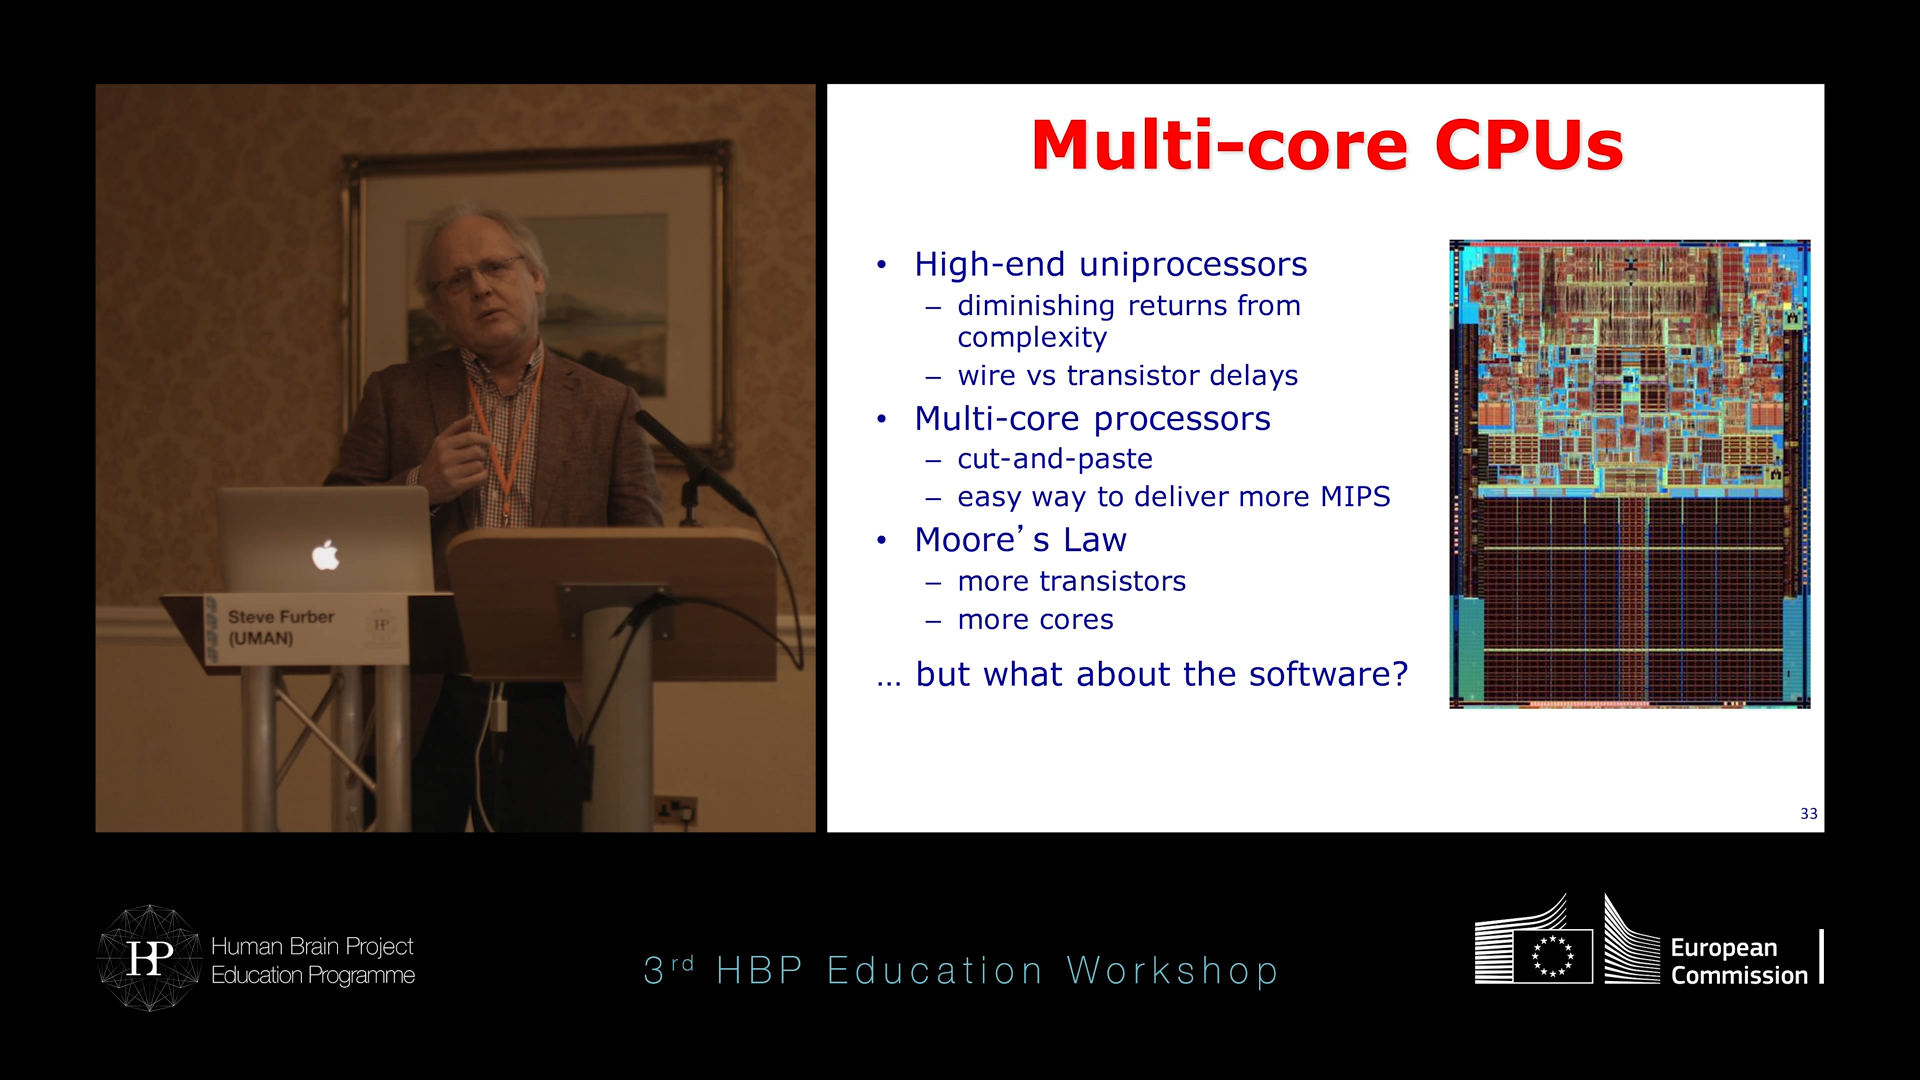 Multi-core CPUs
• High-end uniprocessors
– diminishing returns from
complexity
– wire vs transistor delays
• Multi-core processors
– cut-and-paste
– easy way to deliver more MIPS
• Moore’s Law
– more transistors
– more cores
... but what about the software?
33
Steve Furber
(UMAN)
HP
HBP
Human Brain Project
Education Programme
3rd HBP Education Workshop
European
Commission